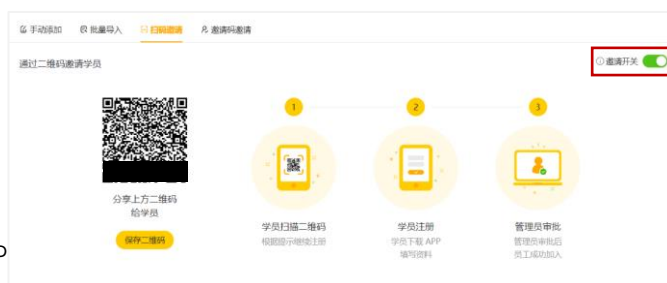 手动添加 批量导入 扫码邀请 邀请码邀请
通过二维码邀请学员
邀请开关
1 2 3
分享上方二维码
给学员
保存二维码
学员扫描二维码
根据提示继续注册
学员注册
学员下载 APP
填写资料
管理员审批
管理员审批后
员工成功加入